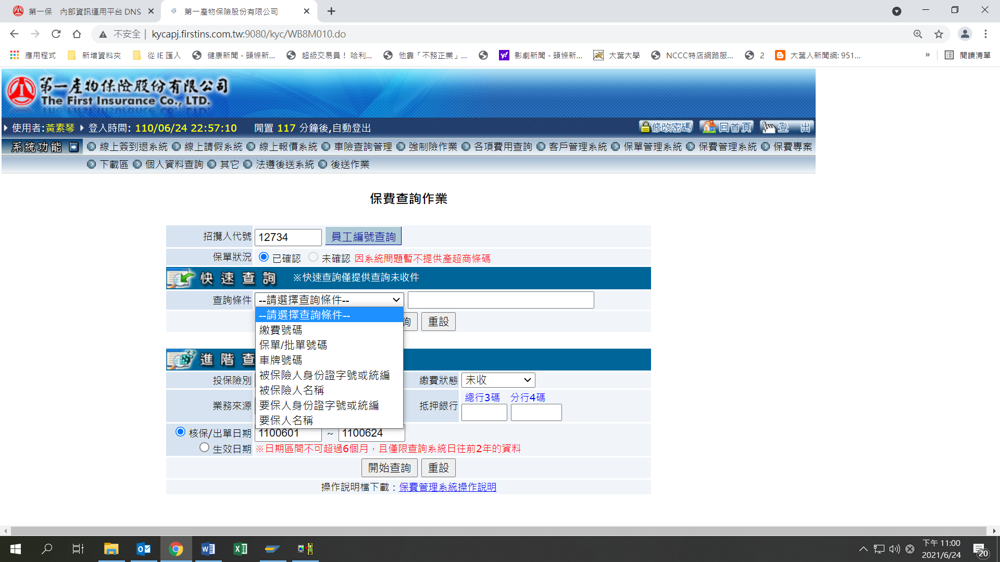 第一保　內部資訊運用平台 DNS
第一產物保險股份有限公司
不安全 | kycapj.firstins.com.tw:9080/kyc/WB8M010.do
應用程式 新增資料夾 從 IE 匯入 健康新聞 - 頭條新... 超級交易員！ 哈利... 他靠「不務正業」... 影劇新聞 - 頭條新... 大葉大學 NCCC特店網路服... 2 大葉人新聞網: 951... » 閱讀清單
第一產物保險股份有限公司
The First Insurance Co., LTD.
使用者:黃素琴 登入時間: 110/06/24 22:57:10 閒置 117 分鐘後,自動登出 修改密碼 回首頁 登 出
系統功能 線上簽到退系統 線上請假系統 線上報價系統 車險查詢管理 強制險作業 各項費用查詢 客戶管理系統 保單管理系統 保費管理系統 保費專案
下載區 個人資料查詢 其它 法遵後送系統 後送作業
保費查詢作業
招攬人代號 12734 員工編號查詢
保單狀況 已確認 未確認 因系統問題暫不提供產超商條碼
快速查詢 ※快速查詢僅提供查詢未收件
查詢條件 --請選擇查詢條件--
--請選擇查詢條件--
詢 重設
繳費號碼
保單/批單號碼
進階查
車牌號碼
被保險人身份證字號或統編
投保險別 繳費狀態 未收
被保險人名稱
總行3碼 分行4碼
業務來源 要保人身份證字號或統編 抵押銀行
要保人名稱
核保/出單日期 1100601 ~ 1100624
生效日期 ※日期區間不可超過6個月，且僅限查詢系統日往前2年的資料
開始查詢 重設
操作說明檔下載：保費管理系統操作說明
下午 11:00
2021/6/24
20